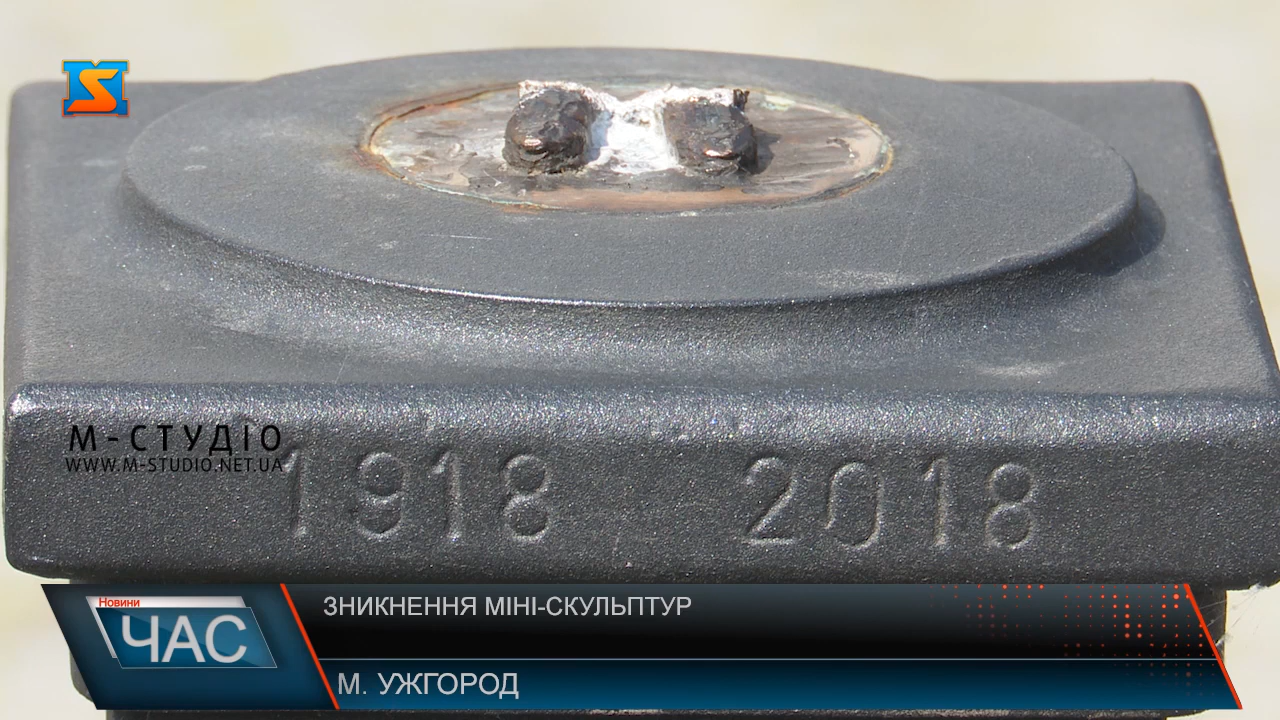 М-СТУДІО
WWW.M-STUDIO.NET.UA
1918 2018
Новини
ЧАС
ЗНИКНЕННЯ МІНІ-СКУЛЬПТУР
М. УЖГОРОД